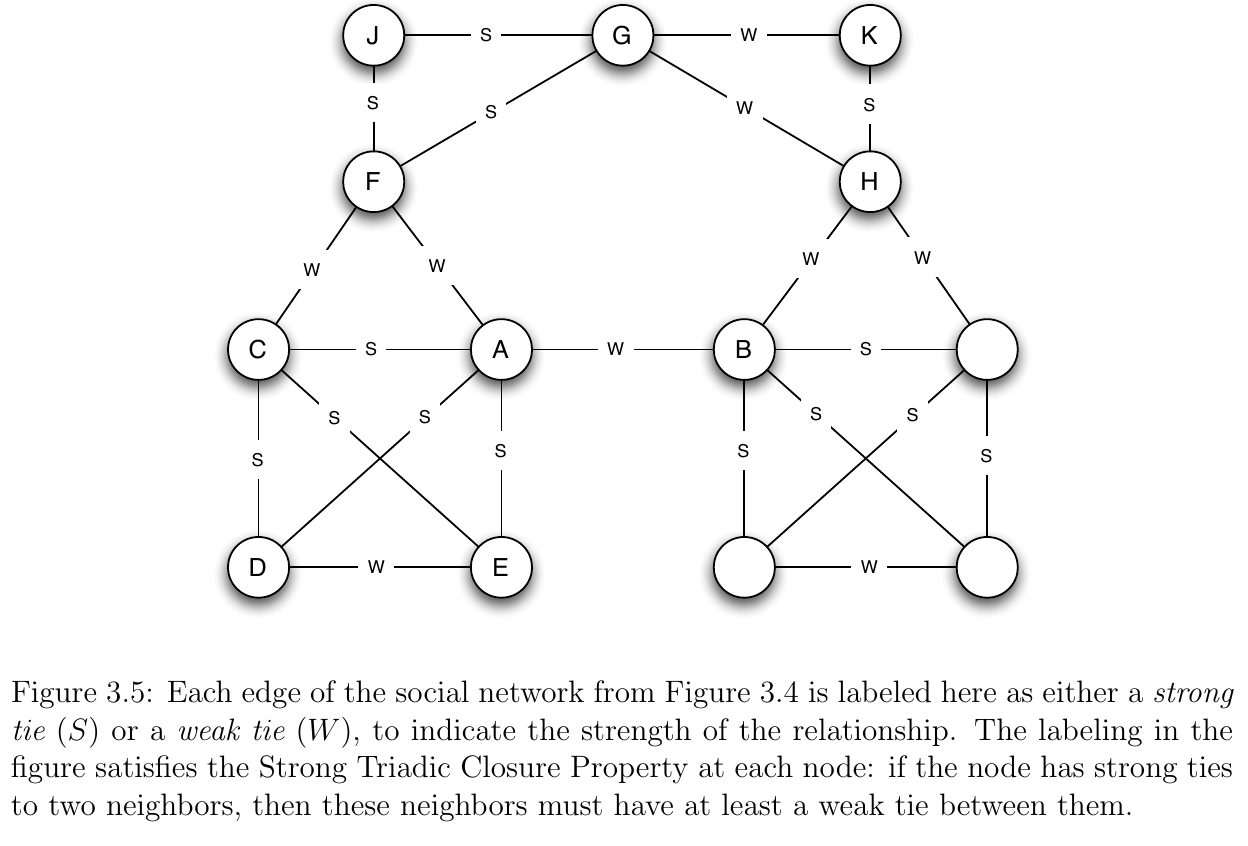 J S G W K
S S W S
F H
W W W W
C S A W B S
S S S S S S S S
D W E W
Figure 3.5: Each edge of the social network from Figure 3.4 is labeled here as either a strong
tie (S) or a weak tie (W), to indicate the strength of the relationship. The labeling in the
figure satisfies the Strong Triadic Closure Property at each node: if the node has strong ties
to two neighbors, then these neighbors must have at least a weak tie between them.